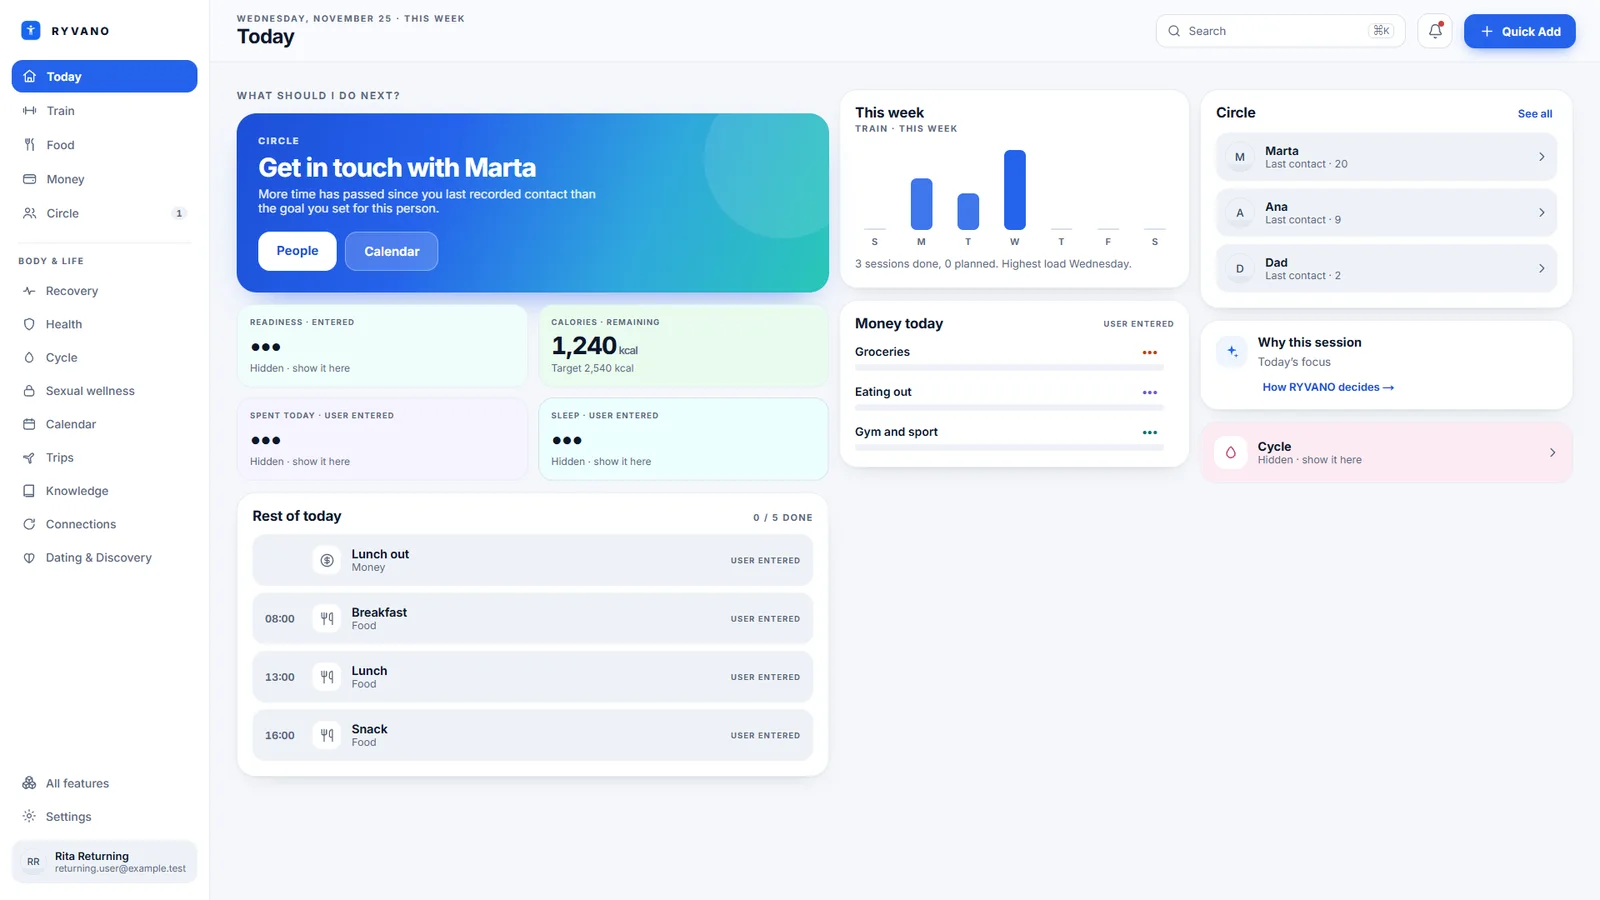 RYVANO
Today
Train
Food
Money
Circle
1
BODY & LIFE
Recovery
Health
Cycle
Sexual wellness
Calendar
Trips
Knowledge
Connections
Dating & Discovery
All features
Settings
RR
Rita Returning
returning.user@example.test
WEDNESDAY, NOVEMBER 25 · THIS WEEK
Today
Search
⌘K
Quick Add
WHAT SHOULD I DO NEXT?
CIRCLE
Get in touch with Marta
More time has passed since you last recorded contact than
the goal you set for this person.
People
Calendar
READINESS · ENTERED
•••
Hidden · show it here
CALORIES · REMAINING
1,240 kcal
Target 2,540 kcal
SPENT TODAY · USER ENTERED
•••
Hidden · show it here
SLEEP · USER ENTERED
•••
Hidden · show it here
Rest of today
0 / 5 DONE
Lunch out
Money
USER ENTERED
08:00
Breakfast
Food
USER ENTERED
13:00
Lunch
Food
USER ENTERED
16:00
Snack
Food
USER ENTERED
This week
TRAIN · THIS WEEK
S M T W T F S
3 sessions done, 0 planned. Highest load Wednesday.
Money today
USER ENTERED
Groceries
•••
Eating out
•••
Gym and sport
•••
Circle
See all
M
Marta
Last contact · 20
A
Ana
Last contact · 9
D
Dad
Last contact · 2
Why this session
Today's focus
How RYVANO decides →
Cycle
Hidden · show it here